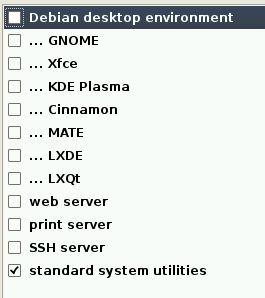 Debian desktop environment
... GNOME
... Xfce
... KDE Plasma
... Cinnamon
... MATE
... LXDE
... LXQt
web server
print server
SSH server
standard system utilities